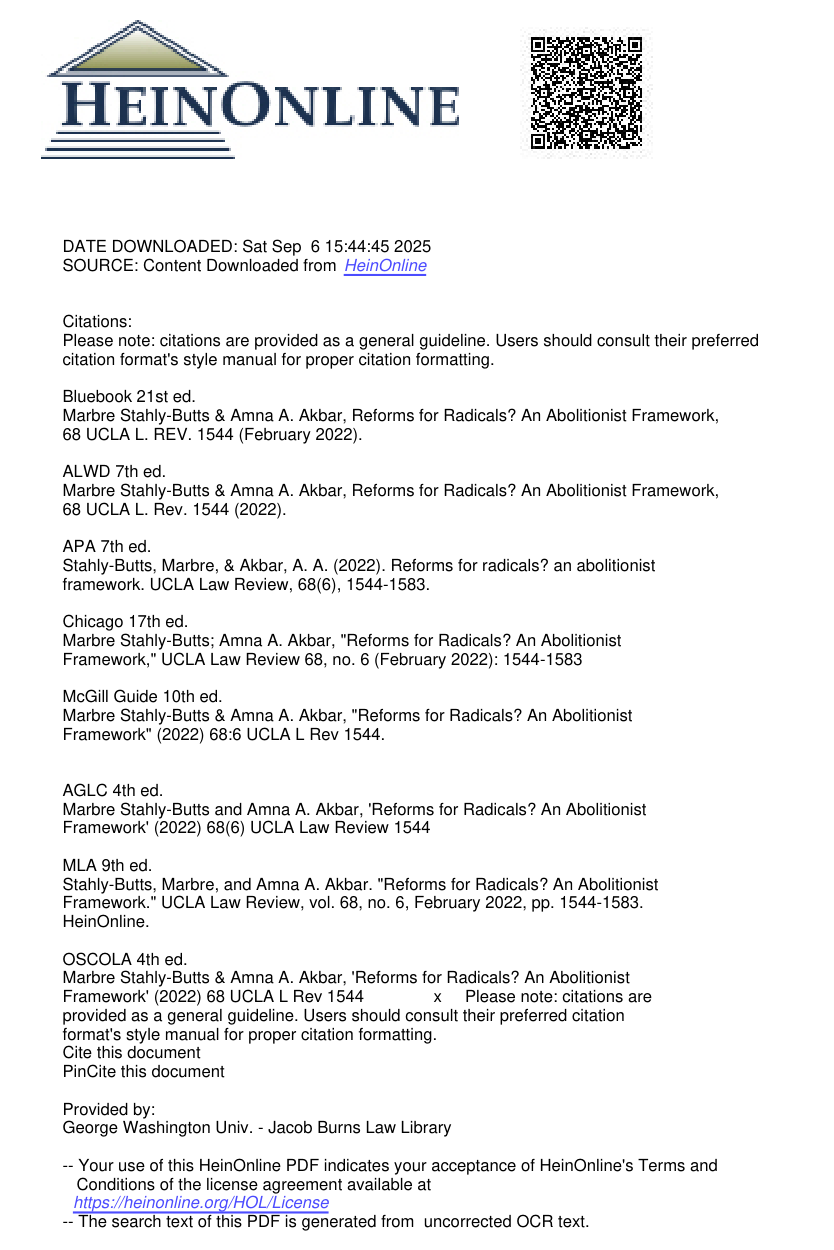 HEINONLINE
DATE DOWNLOADED: Sat Sep  6 15:44:45 2025
SOURCE: Content Downloaded from HeinOnline
Citations:
Please note: citations are provided as a general guideline. Users should consult their preferred
citation format's style manual for proper citation formatting.
Bluebook 21st ed.
Marbre Stahly-Butts & Amna A. Akbar, Reforms for Radicals? An Abolitionist Framework,
68 UCLA L. REV. 1544 (February 2022).
ALWD 7th ed.
Marbre Stahly-Butts & Amna A. Akbar, Reforms for Radicals? An Abolitionist Framework,
68 UCLA L. Rev. 1544 (2022).
APA 7th ed.
Stahly-Butts, Marbre, & Akbar, A. A. (2022). Reforms for radicals? an abolitionist
framework. UCLA Law Review, 68(6), 1544-1583.
Chicago 17th ed.
Marbre Stahly-Butts; Amna A. Akbar, "Reforms for Radicals? An Abolitionist
Framework," UCLA Law Review 68, no. 6 (February 2022): 1544-1583
McGill Guide 10th ed.
Marbre Stahly-Butts & Amna A. Akbar, "Reforms for Radicals? An Abolitionist
Framework" (2022) 68:6 UCLA L Rev 1544.
AGLC 4th ed.
Marbre Stahly-Butts and Amna A. Akbar, 'Reforms for Radicals? An Abolitionist
Framework' (2022) 68(6) UCLA Law Review 1544
MLA 9th ed.
Stahly-Butts, Marbre, and Amna A. Akbar. "Reforms for Radicals? An Abolitionist
Framework." UCLA Law Review, vol. 68, no. 6, February 2022, pp. 1544-1583.
HeinOnline.
OSCOLA 4th ed.
Marbre Stahly-Butts & Amna A. Akbar, 'Reforms for Radicals? An Abolitionist
Framework' (2022) 68 UCLA L Rev 1544 x Please note: citations are
provided as a general guideline. Users should consult their preferred citation
format's style manual for proper citation formatting.
Cite this document
PinCite this document
Provided by:
George Washington Univ. - Jacob Burns Law Library
-- Your use of this HeinOnline PDF indicates your acceptance of HeinOnline's Terms and
Conditions of the license agreement available at
https://heinonline.org/HOL/License
-- The search text of this PDF is generated from  uncorrected OCR text.